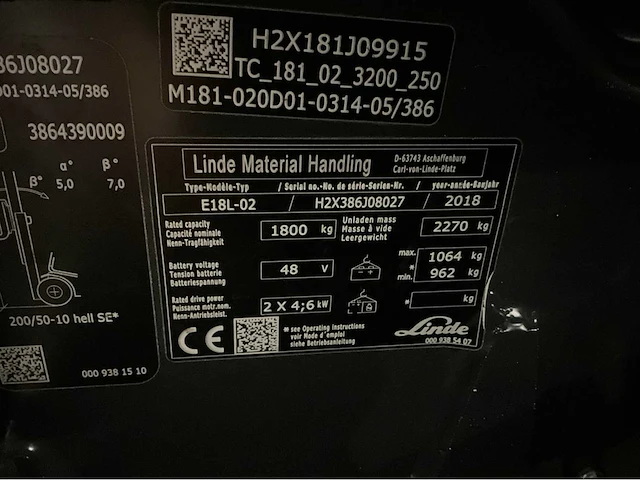 H2X181J09915
TC_181_02_3200_250
M181-020D01-0314-05/386
86J08027
D01-0314-05/386
3864390009
α° β°
β° 5,0 7,0
200/50-10 hell SE*
000 938 15 10
Linde Material Handling
D-63743 Aschaffenburg
Carl-von-Linde-Platz
Type-Modèle-Typ / Serial no.-No. de série-Serien-Nr. / year-année-Baujahr
E18L-02 / H2X386J08027 / 2018
Rated capacity
Capacité nominale
Nenn-Tragfähigkeit
1800 kg
Unladen mass
Masse à vide
Leergewicht
2270 kg
Battery voltage
Tension batterie
Batteriespannung
48 V
max. 1064 kg
*
min. 962 kg
Rated drive power
Puissance motr.nom.
Nenn-Antriebsleist.
2 X 4;6 kW
* kg
CE
* see Operating Instructions
voir Mode d'emploi
siehe Betriebsanleitung
Linde
000 938 54 07